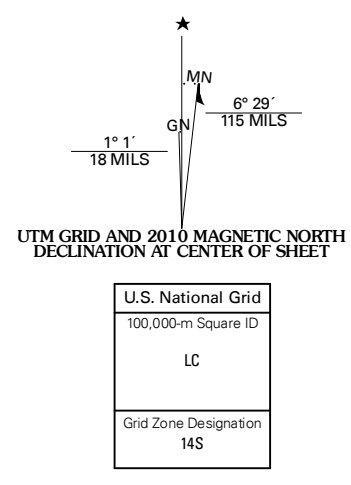 ★
MN
GN
6° 29´
115 MILS
1° 1´
18 MILS
UTM GRID AND 2010 MAGNETIC NORTH
DECLINATION AT CENTER OF SHEET
U.S. National Grid
100,000-m Square ID
LC
Grid Zone Designation
14S